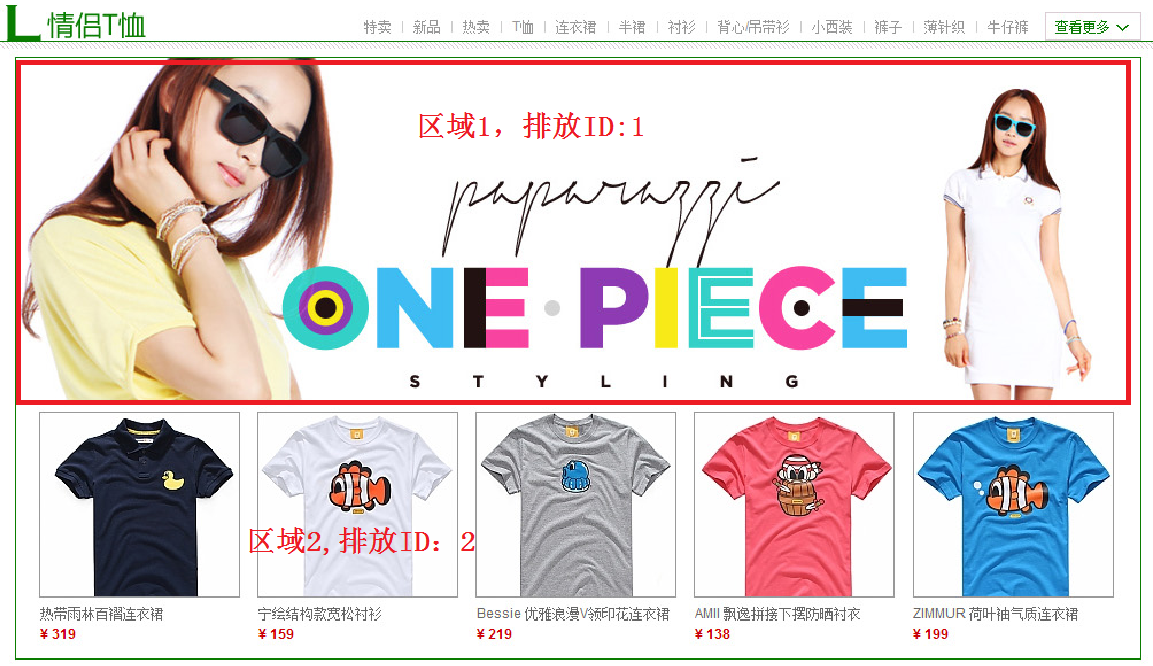 L 情侣T恤
特卖 | 新品 | 热卖 | T恤 | 连衣裙 | 半裙 | 衬衫 | 背心/吊带衫 | 小西装 | 裤子 | 薄针织 | 牛仔裤 查看更多
区域1，排放ID:1
paparazzi
ONE·PIECE
STYLING
区域2,排放ID：2
热带雨林百褶连衣裙
¥ 319
宁绘结构款宽松衬衫
¥ 159
Bessie 优雅浪漫V领印花连衣裙
¥ 219
AMII 飘逸拼接下摆防晒衬衣
¥ 138
ZIMMUR 荷叶袖气质连衣裙
¥ 199